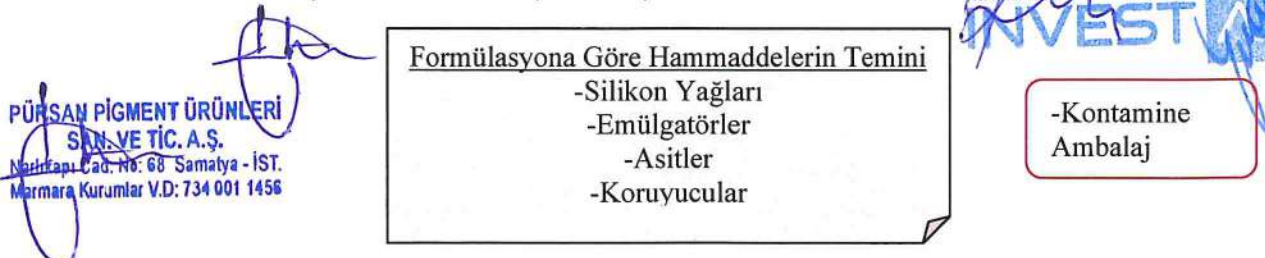 PÜRSAN PİGMENT ÜRÜNLERİ
SAN. VE TİC. A.Ş.
Narlıkapı Cad. No: 68 Samatya - İST.
Marmara Kurumlar V.D: 734 001 1456
Formülasyona Göre Hammaddelerin Temini
-Silikon Yağları
-Emülgatörler
-Asitler
-Koruyucular
INVEST
-Kontamine
Ambalaj